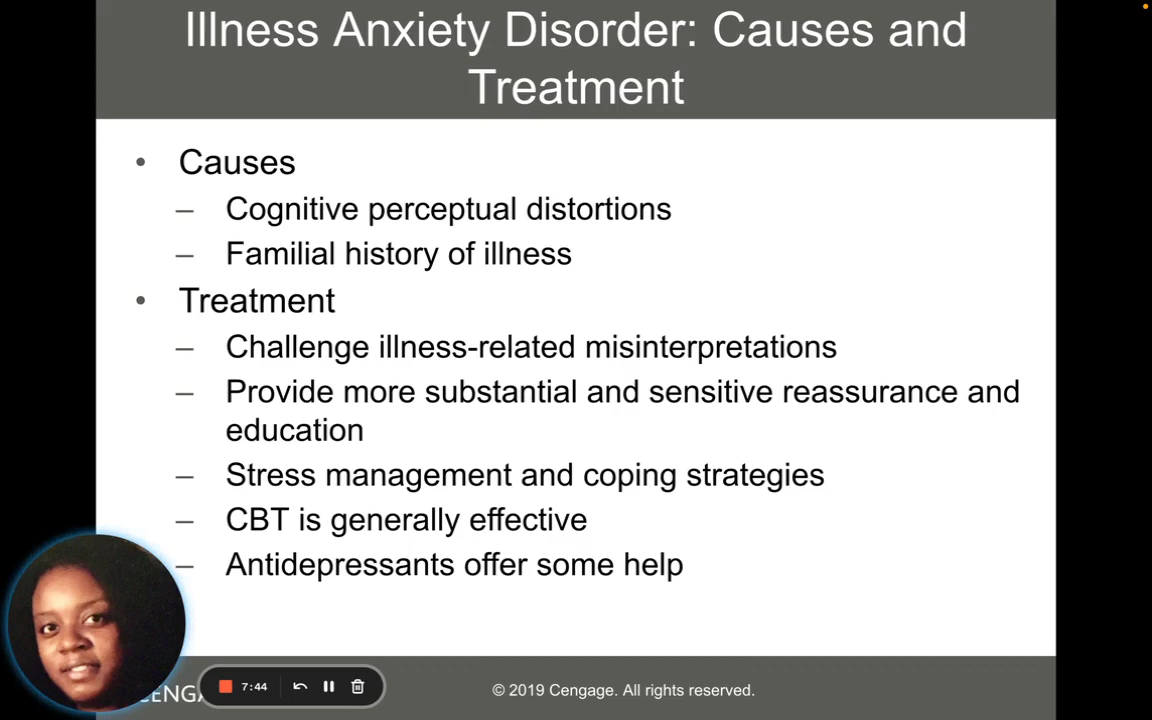 Illness Anxiety Disorder: Causes and
Treatment
• Causes
– Cognitive perceptual distortions
– Familial history of illness
• Treatment
– Challenge illness-related misinterpretations
– Provide more substantial and sensitive reassurance and
education
– Stress management and coping strategies
– CBT is generally effective
– Antidepressants offer some help
7:44
© 2019 Cengage. All rights reserved.